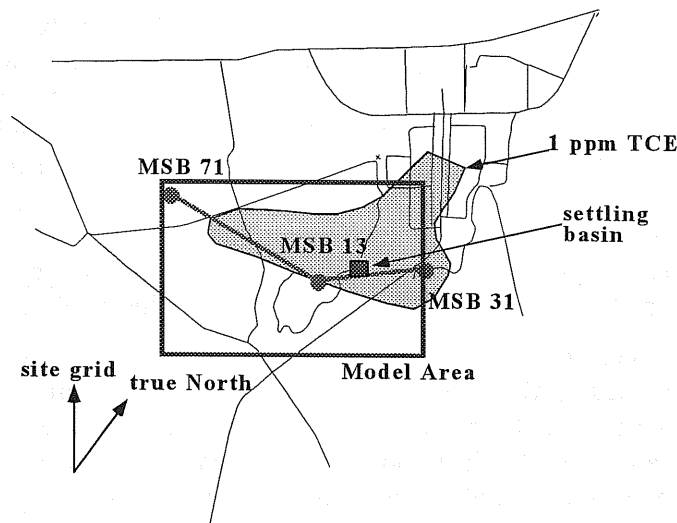 1 ppm TCE
MSB 71
settling
basin
MSB 13
MSB 31
Model Area
site grid
true North